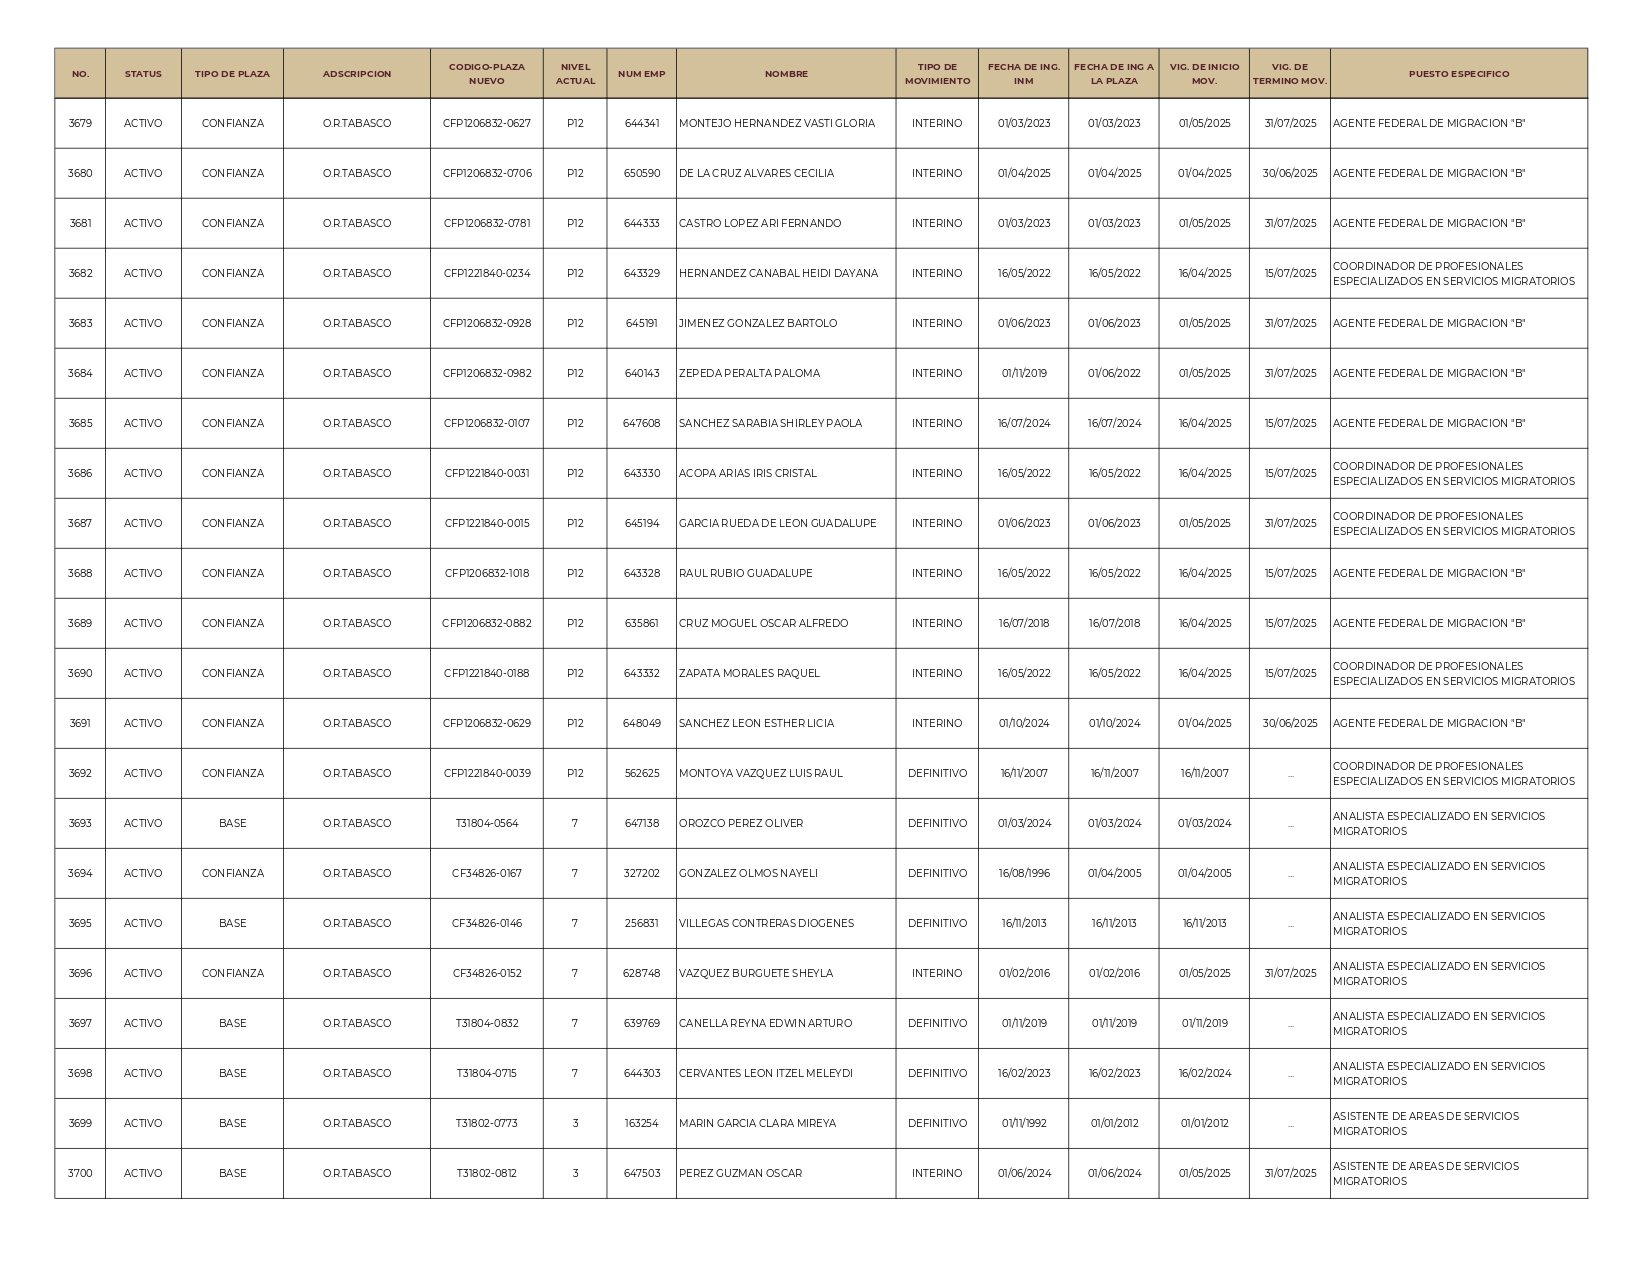 NO. STATUS TIPO DE PLAZA ADSCRIPCION CODIGO-PLAZA NUEVO NIVEL ACTUAL NUM EMP NOMBRE TIPO DE MOVIMIENTO FECHA DE ING. INM FECHA DE ING A LA PLAZA VIG. DE INICIO MOV. VIG. DE TERMINO MOV. PUESTO ESPECIFICO
3679 ACTIVO CONFIANZA O.R.TABASCO CFP1206832-0627 P12 644341 MONTEJO HERNANDEZ VASTI GLORIA INTERINO 01/03/2023 01/03/2023 01/05/2025 31/07/2025 AGENTE FEDERAL DE MIGRACION "B"
3680 ACTIVO CONFIANZA O.R.TABASCO CFP1206832-0706 P12 650590 DE LA CRUZ ALVARES CECILIA INTERINO 01/04/2025 01/04/2025 01/04/2025 30/06/2025 AGENTE FEDERAL DE MIGRACION "B"
3681 ACTIVO CONFIANZA O.R.TABASCO CFP1206832-0781 P12 644333 CASTRO LOPEZ ARI FERNANDO INTERINO 01/03/2023 01/03/2023 01/05/2025 31/07/2025 AGENTE FEDERAL DE MIGRACION "B"
3682 ACTIVO CONFIANZA O.R.TABASCO CFP1221840-0234 P12 643329 HERNANDEZ CANABAL HEIDI DAYANA INTERINO 16/05/2022 16/05/2022 16/04/2025 15/07/2025 COORDINADOR DE PROFESIONALES ESPECIALIZADOS EN SERVICIOS MIGRATORIOS
3683 ACTIVO CONFIANZA O.R.TABASCO CFP1206832-0928 P12 645191 JIMENEZ GONZALEZ BARTOLO INTERINO 01/06/2023 01/06/2023 01/05/2025 31/07/2025 AGENTE FEDERAL DE MIGRACION "B"
3684 ACTIVO CONFIANZA O.R.TABASCO CFP1206832-0982 P12 640143 ZEPEDA PERALTA PALOMA INTERINO 01/11/2019 01/06/2022 01/05/2025 31/07/2025 AGENTE FEDERAL DE MIGRACION "B"
3685 ACTIVO CONFIANZA O.R.TABASCO CFP1206832-0107 P12 647608 SANCHEZ SARABIA SHIRLEY PAOLA INTERINO 16/07/2024 16/07/2024 16/04/2025 15/07/2025 AGENTE FEDERAL DE MIGRACION "B"
3686 ACTIVO CONFIANZA O.R.TABASCO CFP1221840-0031 P12 643330 ACOPA ARIAS IRIS CRISTAL INTERINO 16/05/2022 16/05/2022 16/04/2025 15/07/2025 COORDINADOR DE PROFESIONALES ESPECIALIZADOS EN SERVICIOS MIGRATORIOS
3687 ACTIVO CONFIANZA O.R.TABASCO CFP1221840-0015 P12 645194 GARCIA RUEDA DE LEON GUADALUPE INTERINO 01/06/2023 01/06/2023 01/05/2025 31/07/2025 COORDINADOR DE PROFESIONALES ESPECIALIZADOS EN SERVICIOS MIGRATORIOS
3688 ACTIVO CONFIANZA O.R.TABASCO CFP1206832-1018 P12 643328 RAUL RUBIO GUADALUPE INTERINO 16/05/2022 16/05/2022 16/04/2025 15/07/2025 AGENTE FEDERAL DE MIGRACION "B"
3689 ACTIVO CONFIANZA O.R.TABASCO CFP1206832-0882 P12 635861 CRUZ MOGUEL OSCAR ALFREDO INTERINO 16/07/2018 16/07/2018 16/04/2025 15/07/2025 AGENTE FEDERAL DE MIGRACION "B"
3690 ACTIVO CONFIANZA O.R.TABASCO CFP1221840-0188 P12 643332 ZAPATA MORALES RAQUEL INTERINO 16/05/2022 16/05/2022 16/04/2025 15/07/2025 COORDINADOR DE PROFESIONALES ESPECIALIZADOS EN SERVICIOS MIGRATORIOS
3691 ACTIVO CONFIANZA O.R.TABASCO CFP1206832-0629 P12 648049 SANCHEZ LEON ESTHER LICIA INTERINO 01/10/2024 01/10/2024 01/04/2025 30/06/2025 AGENTE FEDERAL DE MIGRACION "B"
3692 ACTIVO CONFIANZA O.R.TABASCO CFP1221840-0039 P12 562625 MONTOYA VAZQUEZ LUIS RAUL DEFINITIVO 16/11/2007 16/11/2007 16/11/2007 ... COORDINADOR DE PROFESIONALES ESPECIALIZADOS EN SERVICIOS MIGRATORIOS
3693 ACTIVO BASE O.R.TABASCO T31804-0564 7 647138 OROZCO PEREZ OLIVER DEFINITIVO 01/03/2024 01/03/2024 01/03/2024 ... ANALISTA ESPECIALIZADO EN SERVICIOS MIGRATORIOS
3694 ACTIVO CONFIANZA O.R.TABASCO CF34826-0167 7 327202 GONZALEZ OLMOS NAYELI DEFINITIVO 16/08/1996 01/04/2005 01/04/2005 ... ANALISTA ESPECIALIZADO EN SERVICIOS MIGRATORIOS
3695 ACTIVO BASE O.R.TABASCO CF34826-0146 7 256831 VILLEGAS CONTRERAS DIOGENES DEFINITIVO 16/11/2013 16/11/2013 16/11/2013 ... ANALISTA ESPECIALIZADO EN SERVICIOS MIGRATORIOS
3696 ACTIVO CONFIANZA O.R.TABASCO CF34826-0152 7 628748 VAZQUEZ BURGUETE SHEYLA INTERINO 01/02/2016 01/02/2016 01/05/2025 31/07/2025 ANALISTA ESPECIALIZADO EN SERVICIOS MIGRATORIOS
3697 ACTIVO BASE O.R.TABASCO T31804-0832 7 639769 CANELLA REYNA EDWIN ARTURO DEFINITIVO 01/11/2019 01/11/2019 01/11/2019 ... ANALISTA ESPECIALIZADO EN SERVICIOS MIGRATORIOS
3698 ACTIVO BASE O.R.TABASCO T31804-0715 7 644303 CERVANTES LEON ITZEL MELEYDI DEFINITIVO 16/02/2023 16/02/2023 16/02/2024 ... ANALISTA ESPECIALIZADO EN SERVICIOS MIGRATORIOS
3699 ACTIVO BASE O.R.TABASCO T31802-0773 3 163254 MARIN GARCIA CLARA MIREYA DEFINITIVO 01/11/1992 01/01/2012 01/01/2012 ... ASISTENTE DE AREAS DE SERVICIOS MIGRATORIOS
3700 ACTIVO BASE O.R.TABASCO T31802-0812 3 647503 PEREZ GUZMAN OSCAR INTERINO 01/06/2024 01/06/2024 01/05/2025 31/07/2025 ASISTENTE DE AREAS DE SERVICIOS MIGRATORIOS